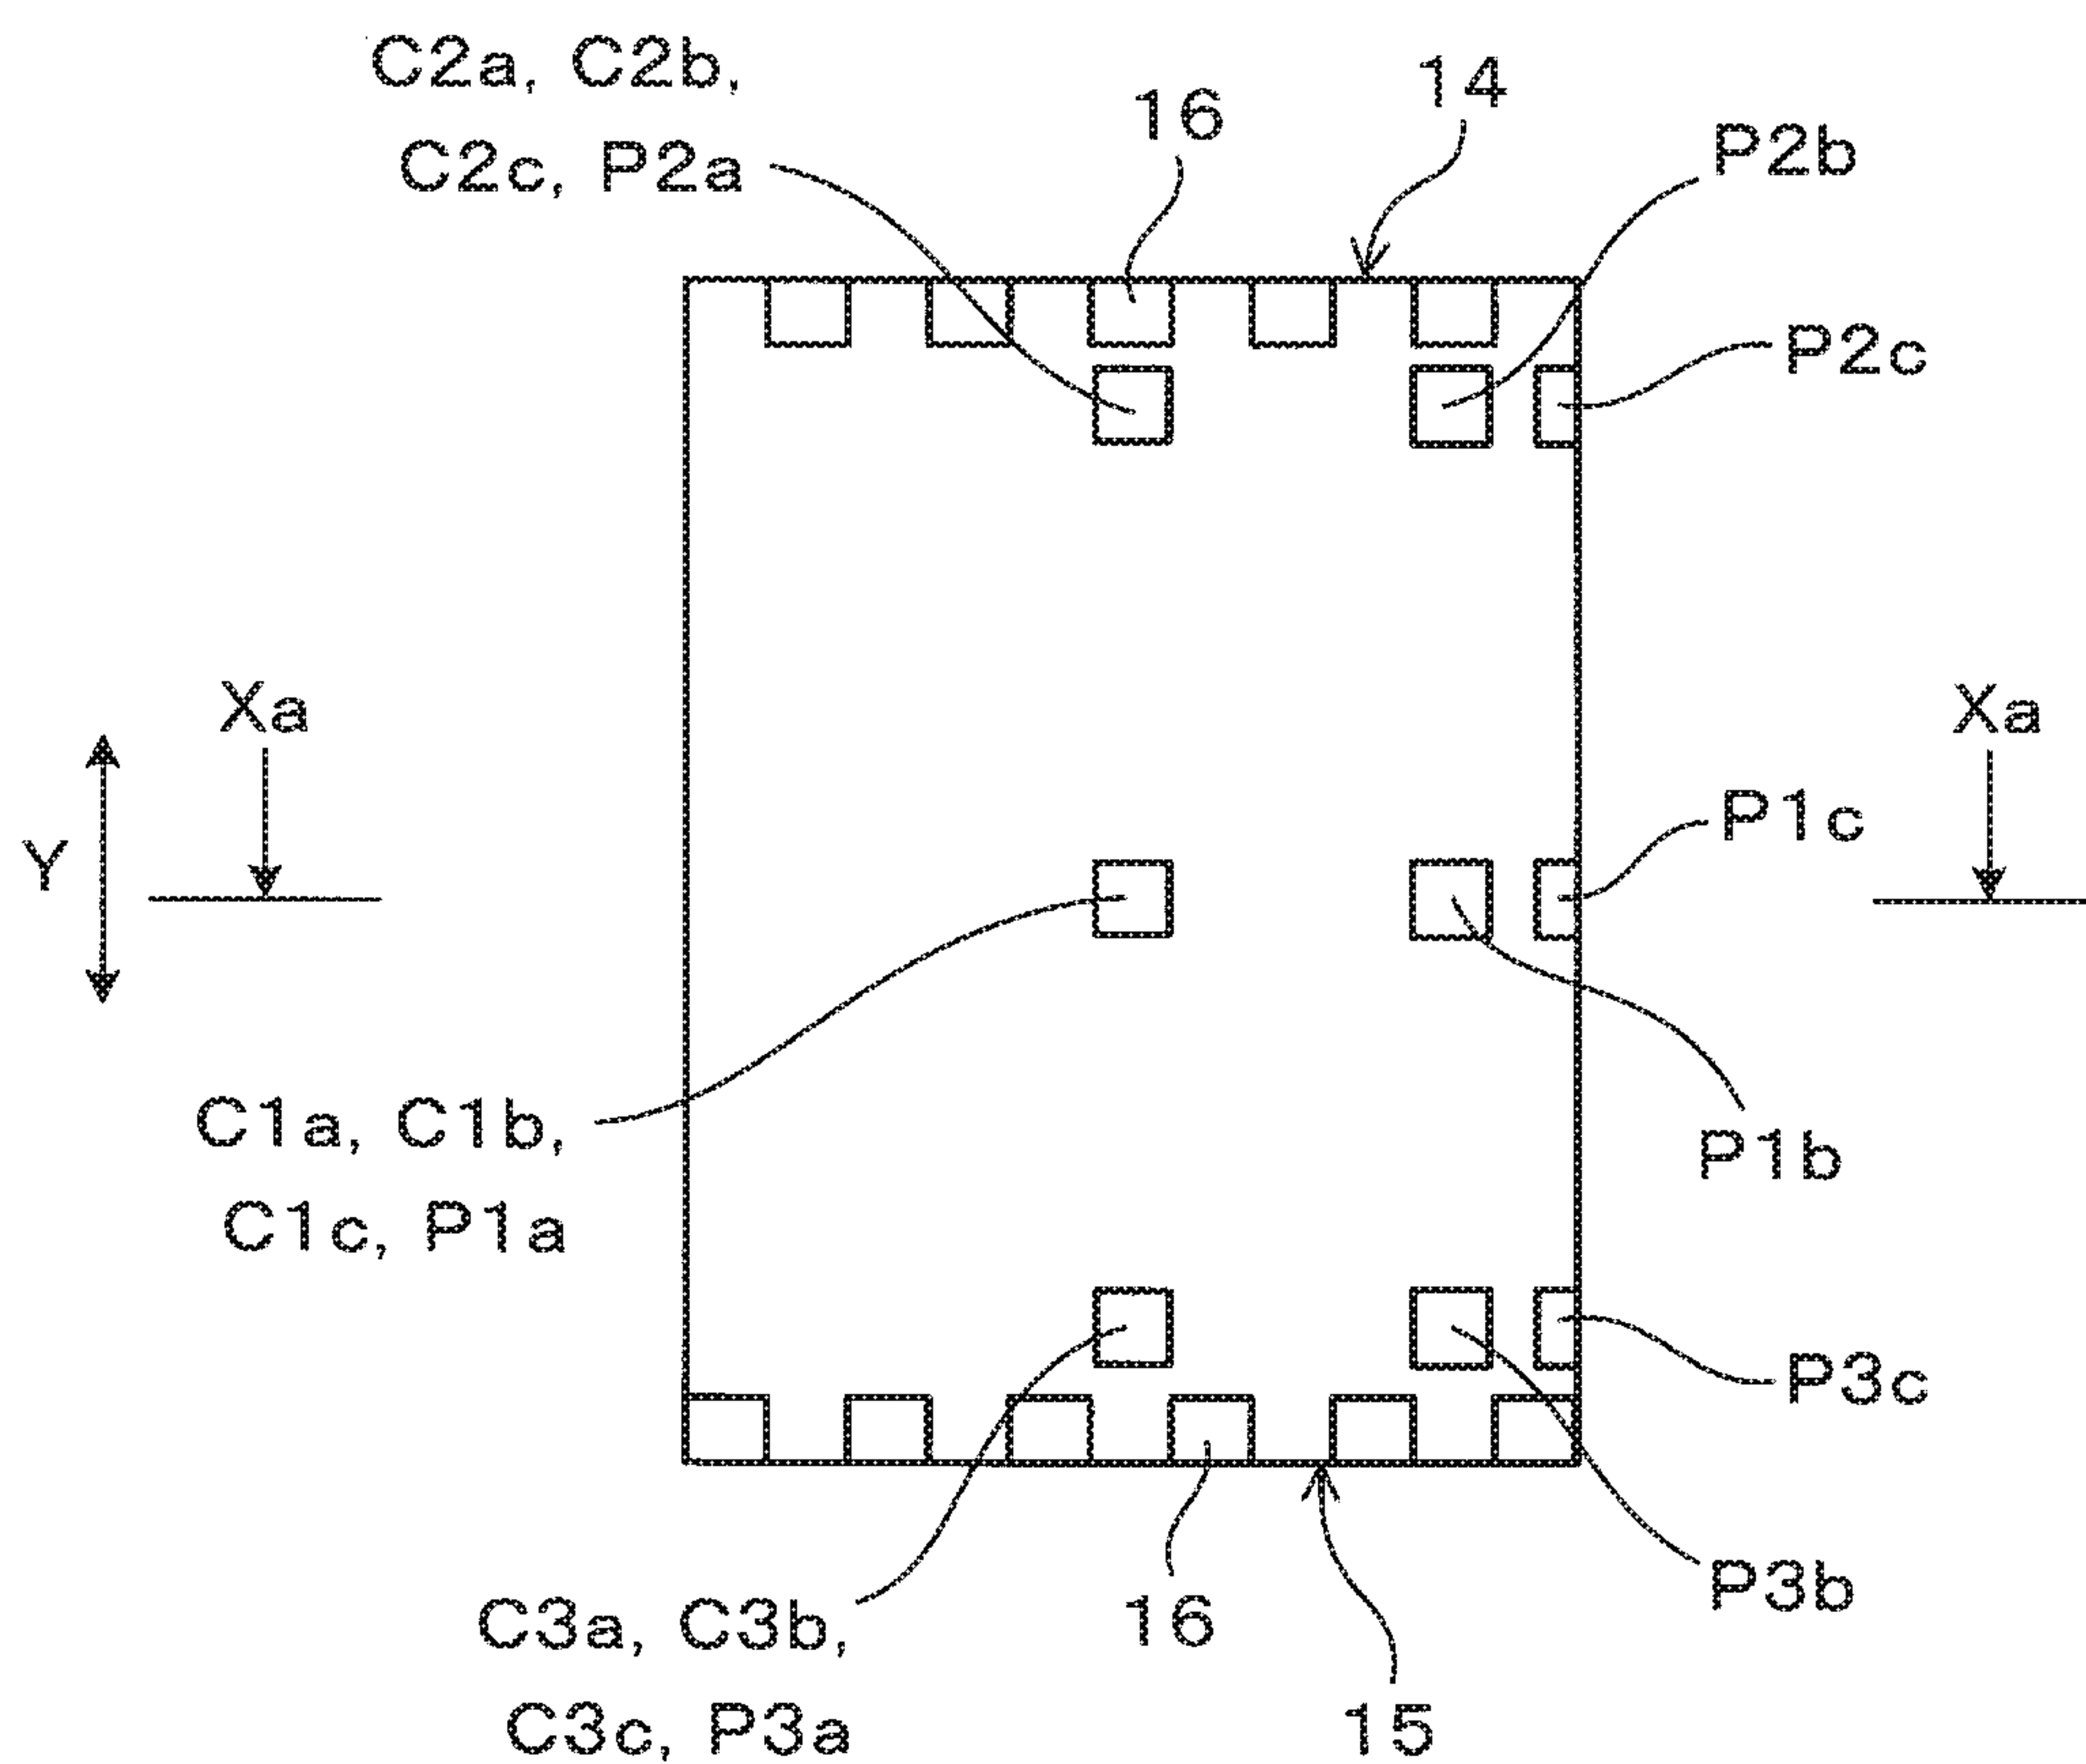 C2a, C2b,
C2c, P2a
16
14
P2b
P2c
Xa
Xa
Y
P1c
C1a, C1b,
C1c, P1a
P1b
P3c
C3a, C3b,
C3c, P3a
16
15
P3b